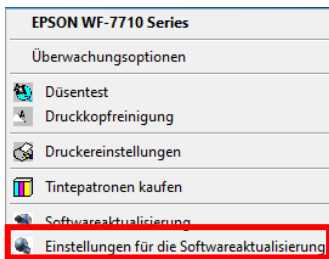 EPSON WF-7710 Series
Überwachungsoptionen
Düsentest
Druckkopfreinigung
Druckereinstellungen
Tintepatronen kaufen
Softwareaktualisierung
Einstellungen für die Softwareaktualisierung